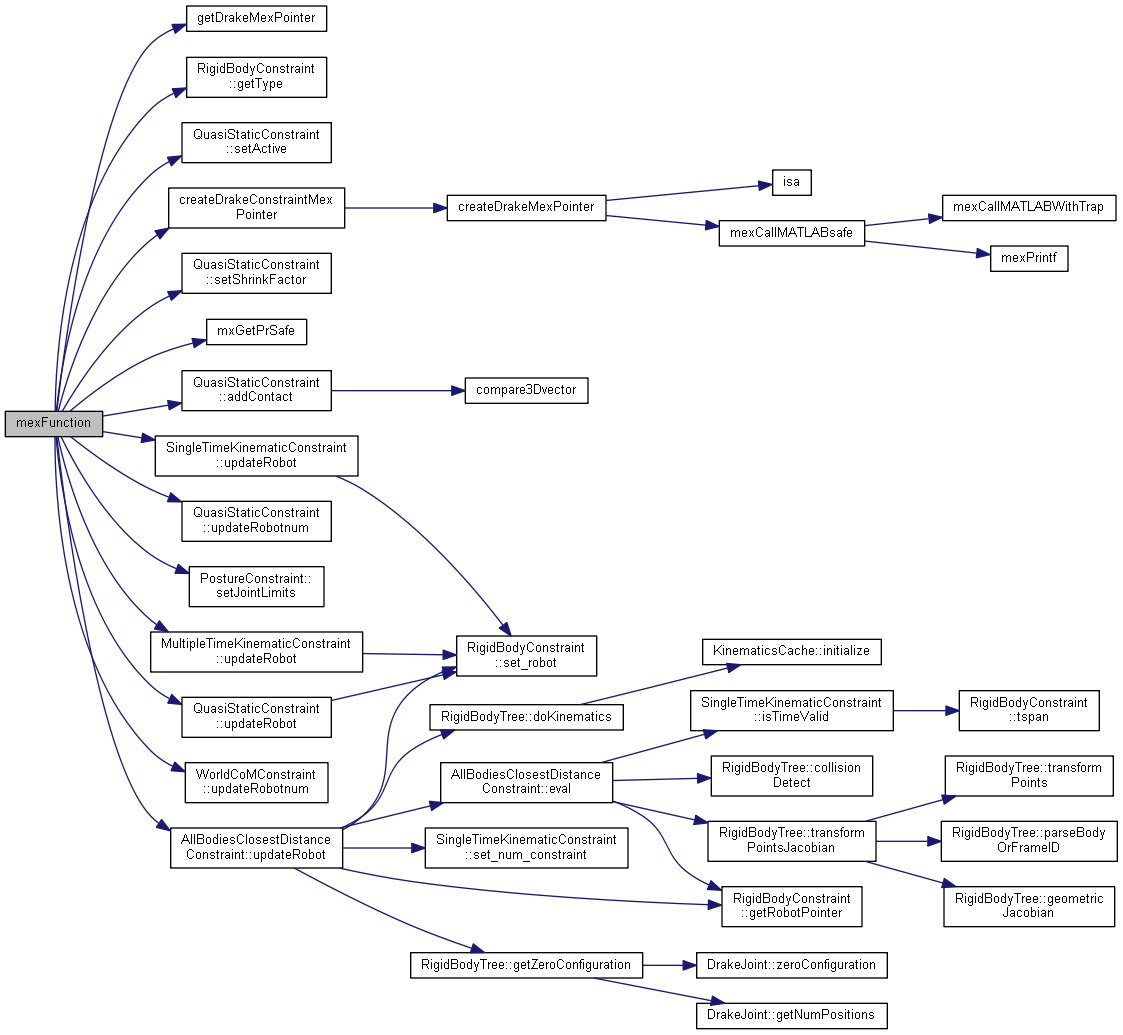 getDrakeMexPointer
RigidBodyConstraint
::getType
QuasiStaticConstraint
::setActive
createDrakeConstraintMex
Pointer
createDrakeMexPointer
isa
mexCallMATLABsafe
mexCallMATLABWithTrap
mexPrintf
QuasiStaticConstraint
::setShrinkFactor
mxGetPrSafe
QuasiStaticConstraint
::addContact
compare3Dvector
mexFunction
SingleTimeKinematicConstraint
::updateRobot
QuasiStaticConstraint
::updateRobotnum
PostureConstraint::
setJointLimits
MultipleTimeKinematicConstraint
::updateRobot
RigidBodyConstraint
::set_robot
QuasiStaticConstraint
::updateRobot
WorldCoMConstraint
::updateRobotnum
AllBodiesClosestDistance
Constraint::updateRobot
RigidBodyTree::doKinematics
KinematicsCache::initialize
AllBodiesClosestDistance
Constraint::eval
SingleTimeKinematicConstraint
::isTimeValid
RigidBodyConstraint
::tspan
RigidBodyTree::collision
Detect
RigidBodyTree::transform
PointsJacobian
RigidBodyTree::transform
Points
RigidBodyTree::parseBody
OrFrameID
RigidBodyTree::geometric
Jacobian
SingleTimeKinematicConstraint
::set_num_constraint
RigidBodyConstraint
::getRobotPointer
RigidBodyTree::getZeroConfiguration
DrakeJoint::zeroConfiguration
DrakeJoint::getNumPositions